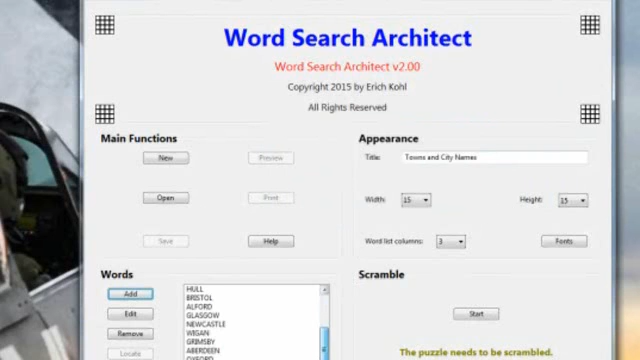 Word Search Architect
Word Search Architect v2.00
Copyright 2015 by Erich Kohl
All Rights Reserved
Main Functions
New
Preview
Open
Print
Save
Help
Appearance
Title: Towns and City Names
Width: 15
Height: 15
Word list columns: 3
Fonts
Words
Add
Edit
Remove
Locate
HULL
BRISTOL
ALFORD
GLASGOW
NEWCASTLE
WIGAN
GRIMSBY
ABERDEEN
OXFORD
Scramble
Start
The puzzle needs to be scrambled.